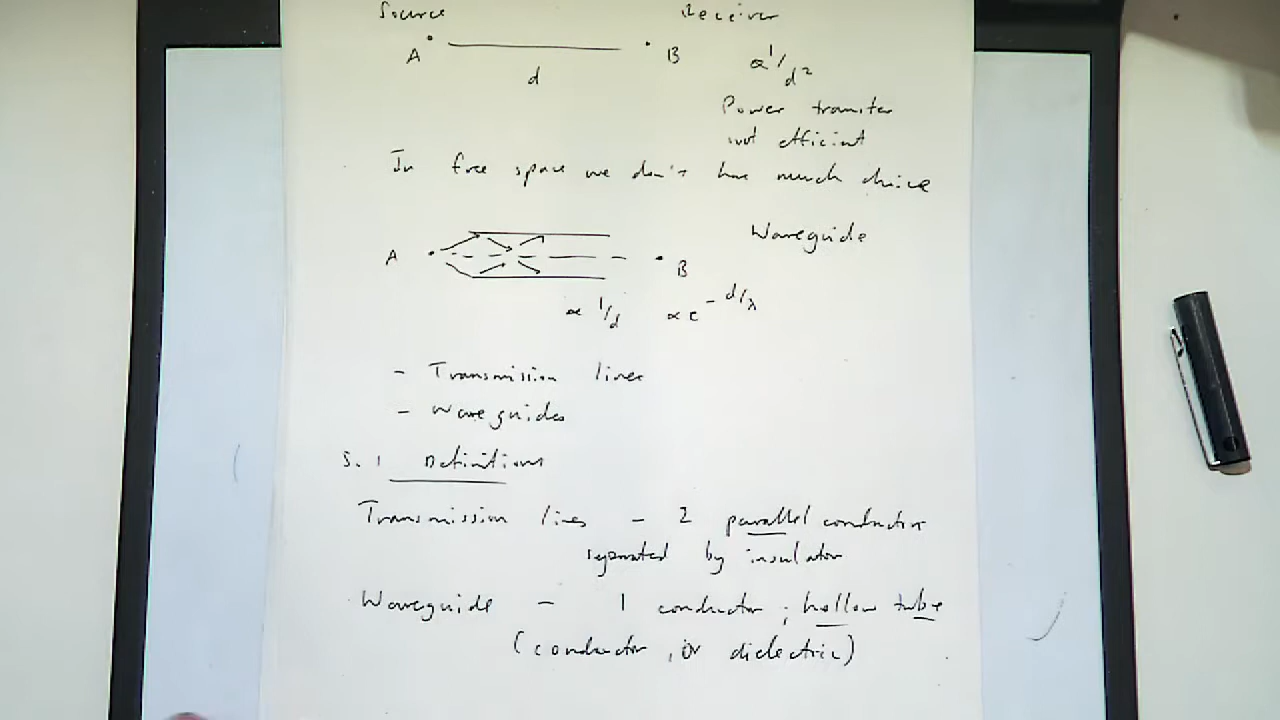 Source Receiver
A d B ∝ 1/d²
Power transfer
not efficient
In free space we don't have much choice
Waveguide
A B
∝ 1/d ∝ e^-d/λ
- Transmission lines
- Waveguides
5.1 Definitions
Transmission lines - 2 parallel conductors
separated by insulator
Waveguide - 1 conductor, hollow tube
(conductor, or dielectric)